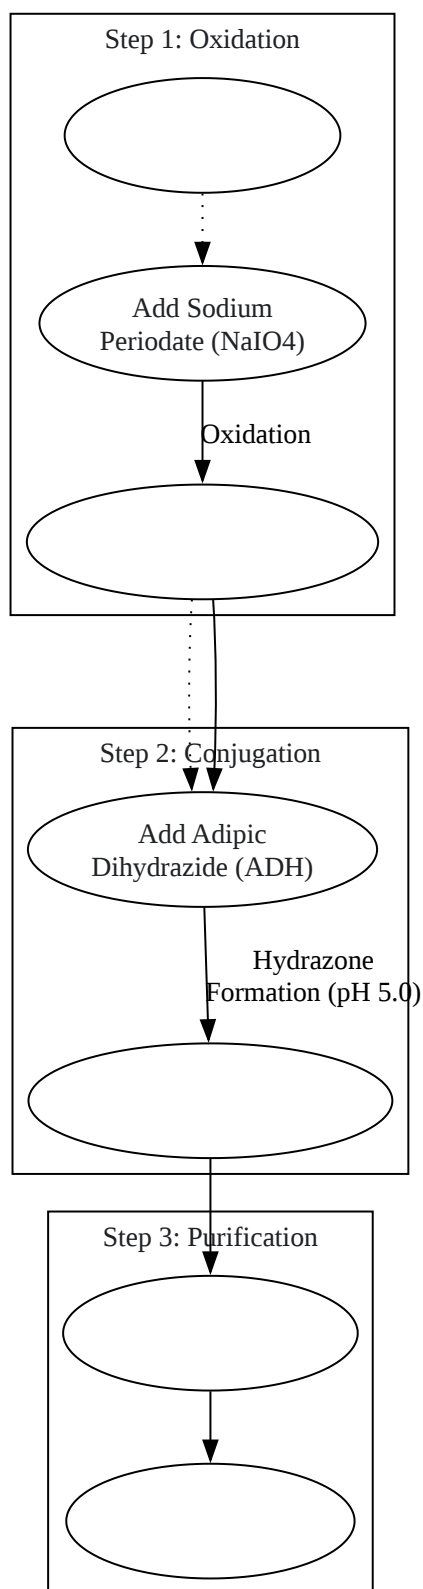 Step 1: Oxidation
Add Sodium
Periodate (NaIO4)
Oxidation
Step 2: Conjugation
Add Adipic
Dihydrazide (ADH)
Hydrazone
Formation (pH 5.0)
Step 3: Purification